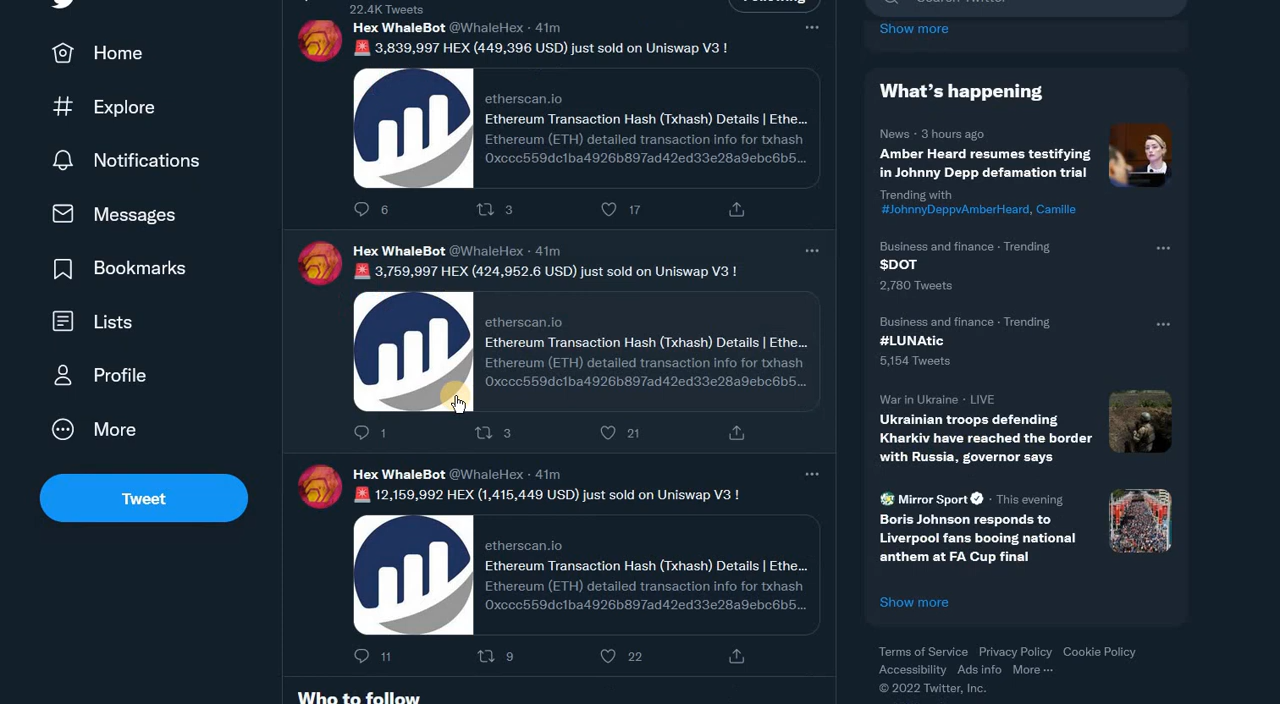 22.4K Tweets
Following
Search Twitter
Home
Explore
Notifications
Messages
Bookmarks
Lists
Profile
More
Tweet
Hex WhaleBot @WhaleHex · 41m
🚨 3,839,997 HEX (449,396 USD) just sold on Uniswap V3 !
etherscan.io
Ethereum Transaction Hash (Txhash) Details | Ethe...
Ethereum (ETH) detailed transaction info for txhash
0xccc559dc1ba4926b897ad42ed33e28a9ebc6b5...
6 3 17
Hex WhaleBot @WhaleHex · 41m
🚨 3,759,997 HEX (424,952.6 USD) just sold on Uniswap V3 !
etherscan.io
Ethereum Transaction Hash (Txhash) Details | Ethe...
Ethereum (ETH) detailed transaction info for txhash
0xccc559dc1ba4926b897ad42ed33e28a9ebc6b5...
1 3 21
Hex WhaleBot @WhaleHex · 41m
🚨 12,159,992 HEX (1,415,449 USD) just sold on Uniswap V3 !
etherscan.io
Ethereum Transaction Hash (Txhash) Details | Ethe...
Ethereum (ETH) detailed transaction info for txhash
0xccc559dc1ba4926b897ad42ed33e28a9ebc6b5...
11 9 22
Who to follow
Show more
What's happening
News · 3 hours ago
Amber Heard resumes testifying
in Johnny Depp defamation trial
Trending with
#JohnnyDeppvAmberHeard, Camille
Business and finance · Trending
$DOT
2,780 Tweets
Business and finance · Trending
#LUNAtic
5,154 Tweets
War in Ukraine · LIVE
Ukrainian troops defending
Kharkiv have reached the border
with Russia, governor says
Mirror Sport · This evening
Boris Johnson responds to
Liverpool fans booing national
anthem at FA Cup final
Show more
Terms of Service Privacy Policy Cookie Policy
Accessibility Ads info More ···
© 2022 Twitter, Inc.